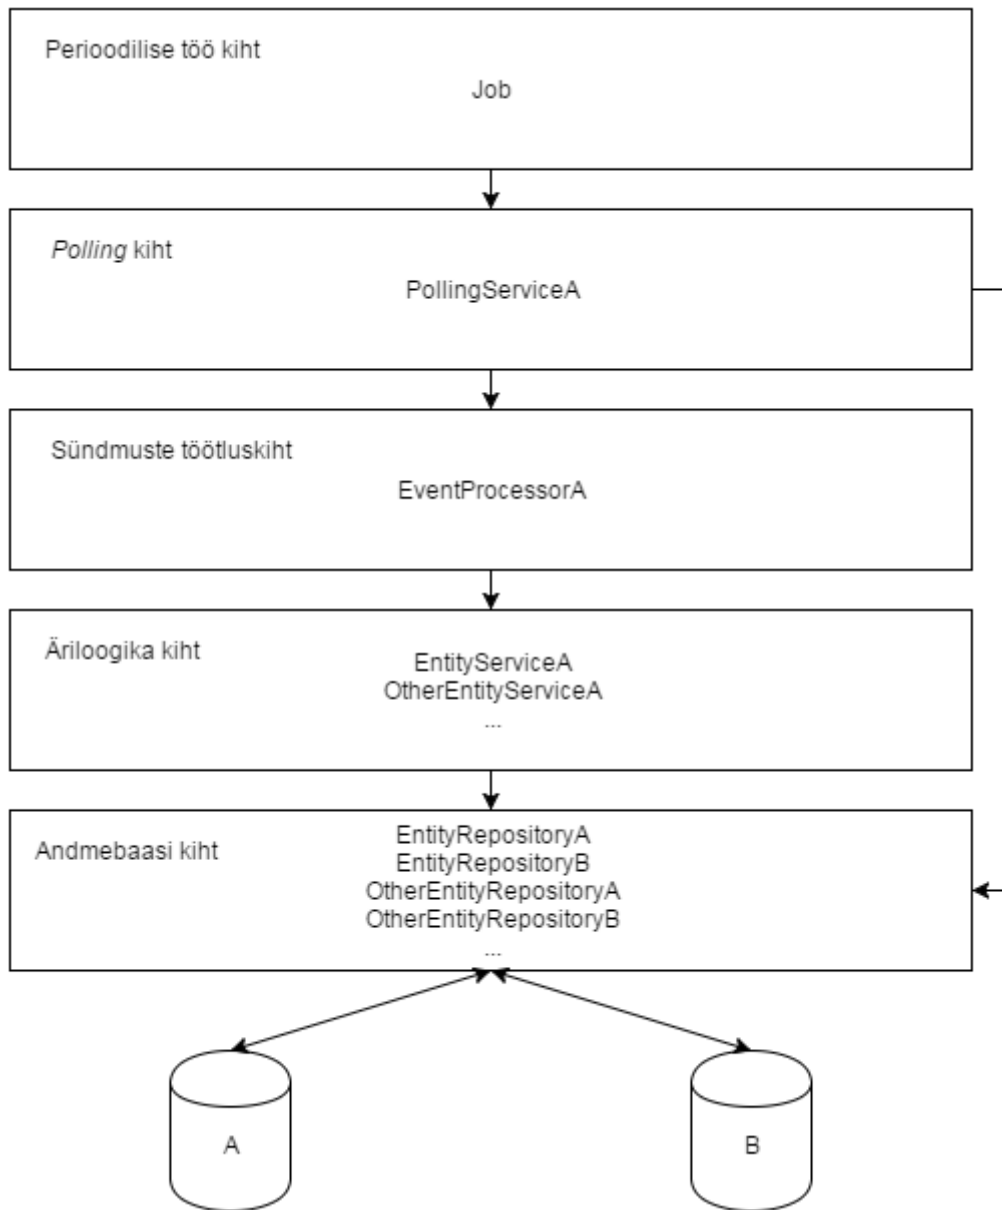 Perioodilise töö kiht
Job
Polling kiht
PollingServiceA
Sündmuste töötluskiht
EventProcessorA
Äriloogika kiht
EntityServiceA
OtherEntityServiceA
...
Andmebaasi kiht
EntityRepositoryA
EntityRepositoryB
OtherEntityRepositoryA
OtherEntityRepositoryB
...
A
B